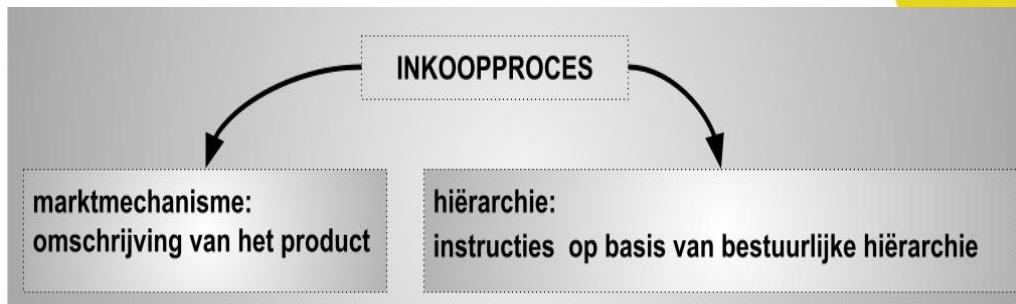 INKOOPPROCES
marktmechanisme:
omschrijving van het product
hiërarchie:
instructies op basis van bestuurlijke hiërarchie